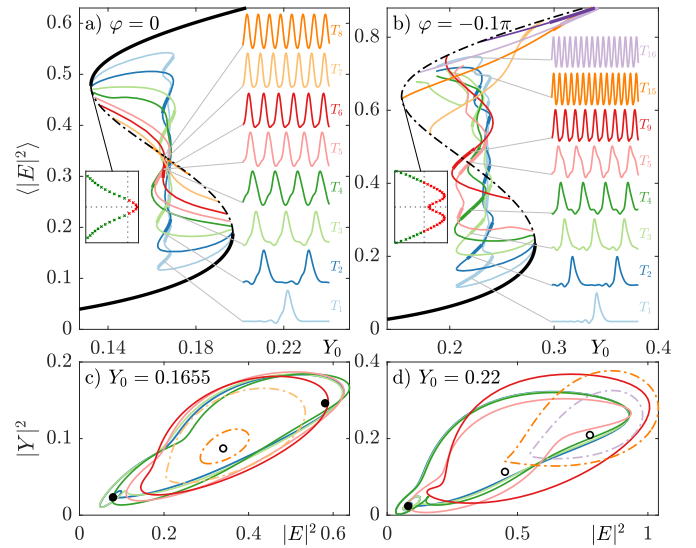 a) φ = 0
⟨|E|²⟩
0.6
0.5
0.4
0.3
0.2
0.1
0
0.14
0.18
0.22
Y₀
T₈
T₇
T₆
T₅
T₄
T₃
T₂
T₁
b) φ = −0.1π
0.8
0.6
0.4
0.2
0
0.2
0.3
Y₀
0.4
T₁₆
T₁₅
T₉
T₅
T₄
T₃
T₂
T₁
c) Y₀ = 0.1655
|Y|²
0.2
0.1
0
0
0.2
0.4
|E|²
0.6
d) Y₀ = 0.22
0.4
0.2
0
0
0.5
|E|²
1